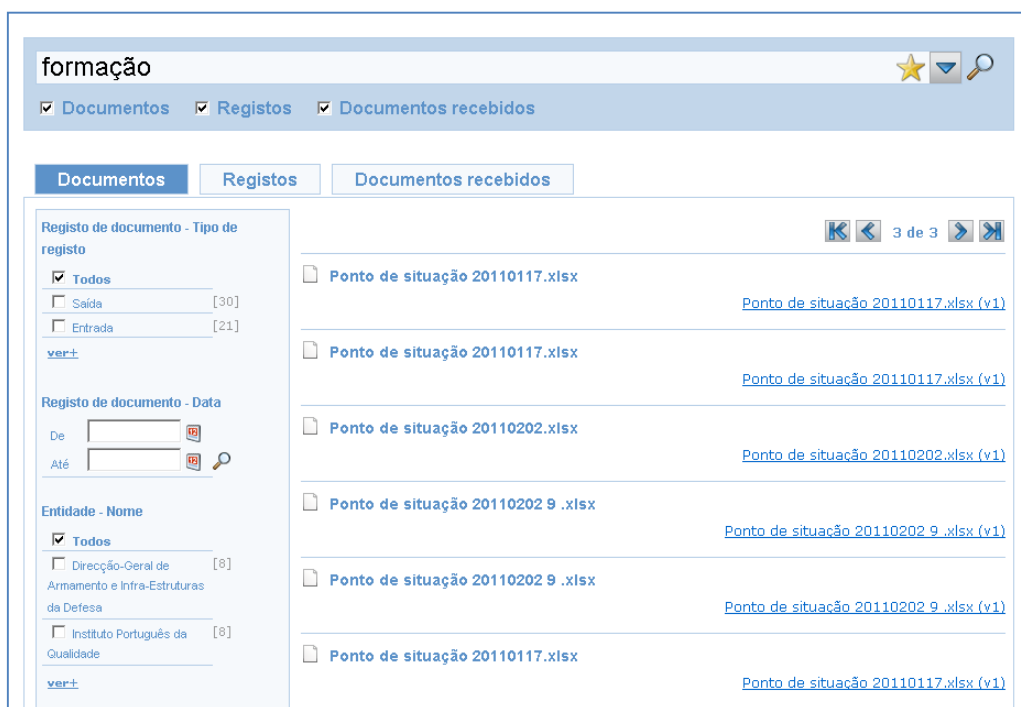 formação
Documentos Registos Documentos recebidos
Documentos Registos Documentos recebidos
Registo de documento - Tipo de
registo
Todos
Saída [30]
Entrada [21]
ver+
Registo de documento - Data
De
Até
Entidade - Nome
Todos
Direcção-Geral de [8]
Armamento e Infra-Estruturas
da Defesa
Instituto Português da [8]
Qualidade
ver+
3 de 3
Ponto de situação 20110117.xlsx
Ponto de situação 20110117.xlsx (v1)
Ponto de situação 20110117.xlsx
Ponto de situação 20110117.xlsx (v1)
Ponto de situação 20110202.xlsx
Ponto de situação 20110202.xlsx (v1)
Ponto de situação 20110202 9 .xlsx
Ponto de situação 20110202 9 .xlsx (v1)
Ponto de situação 20110202 9 .xlsx
Ponto de situação 20110202 9 .xlsx (v1)
Ponto de situação 20110117.xlsx
Ponto de situação 20110117.xlsx (v1)